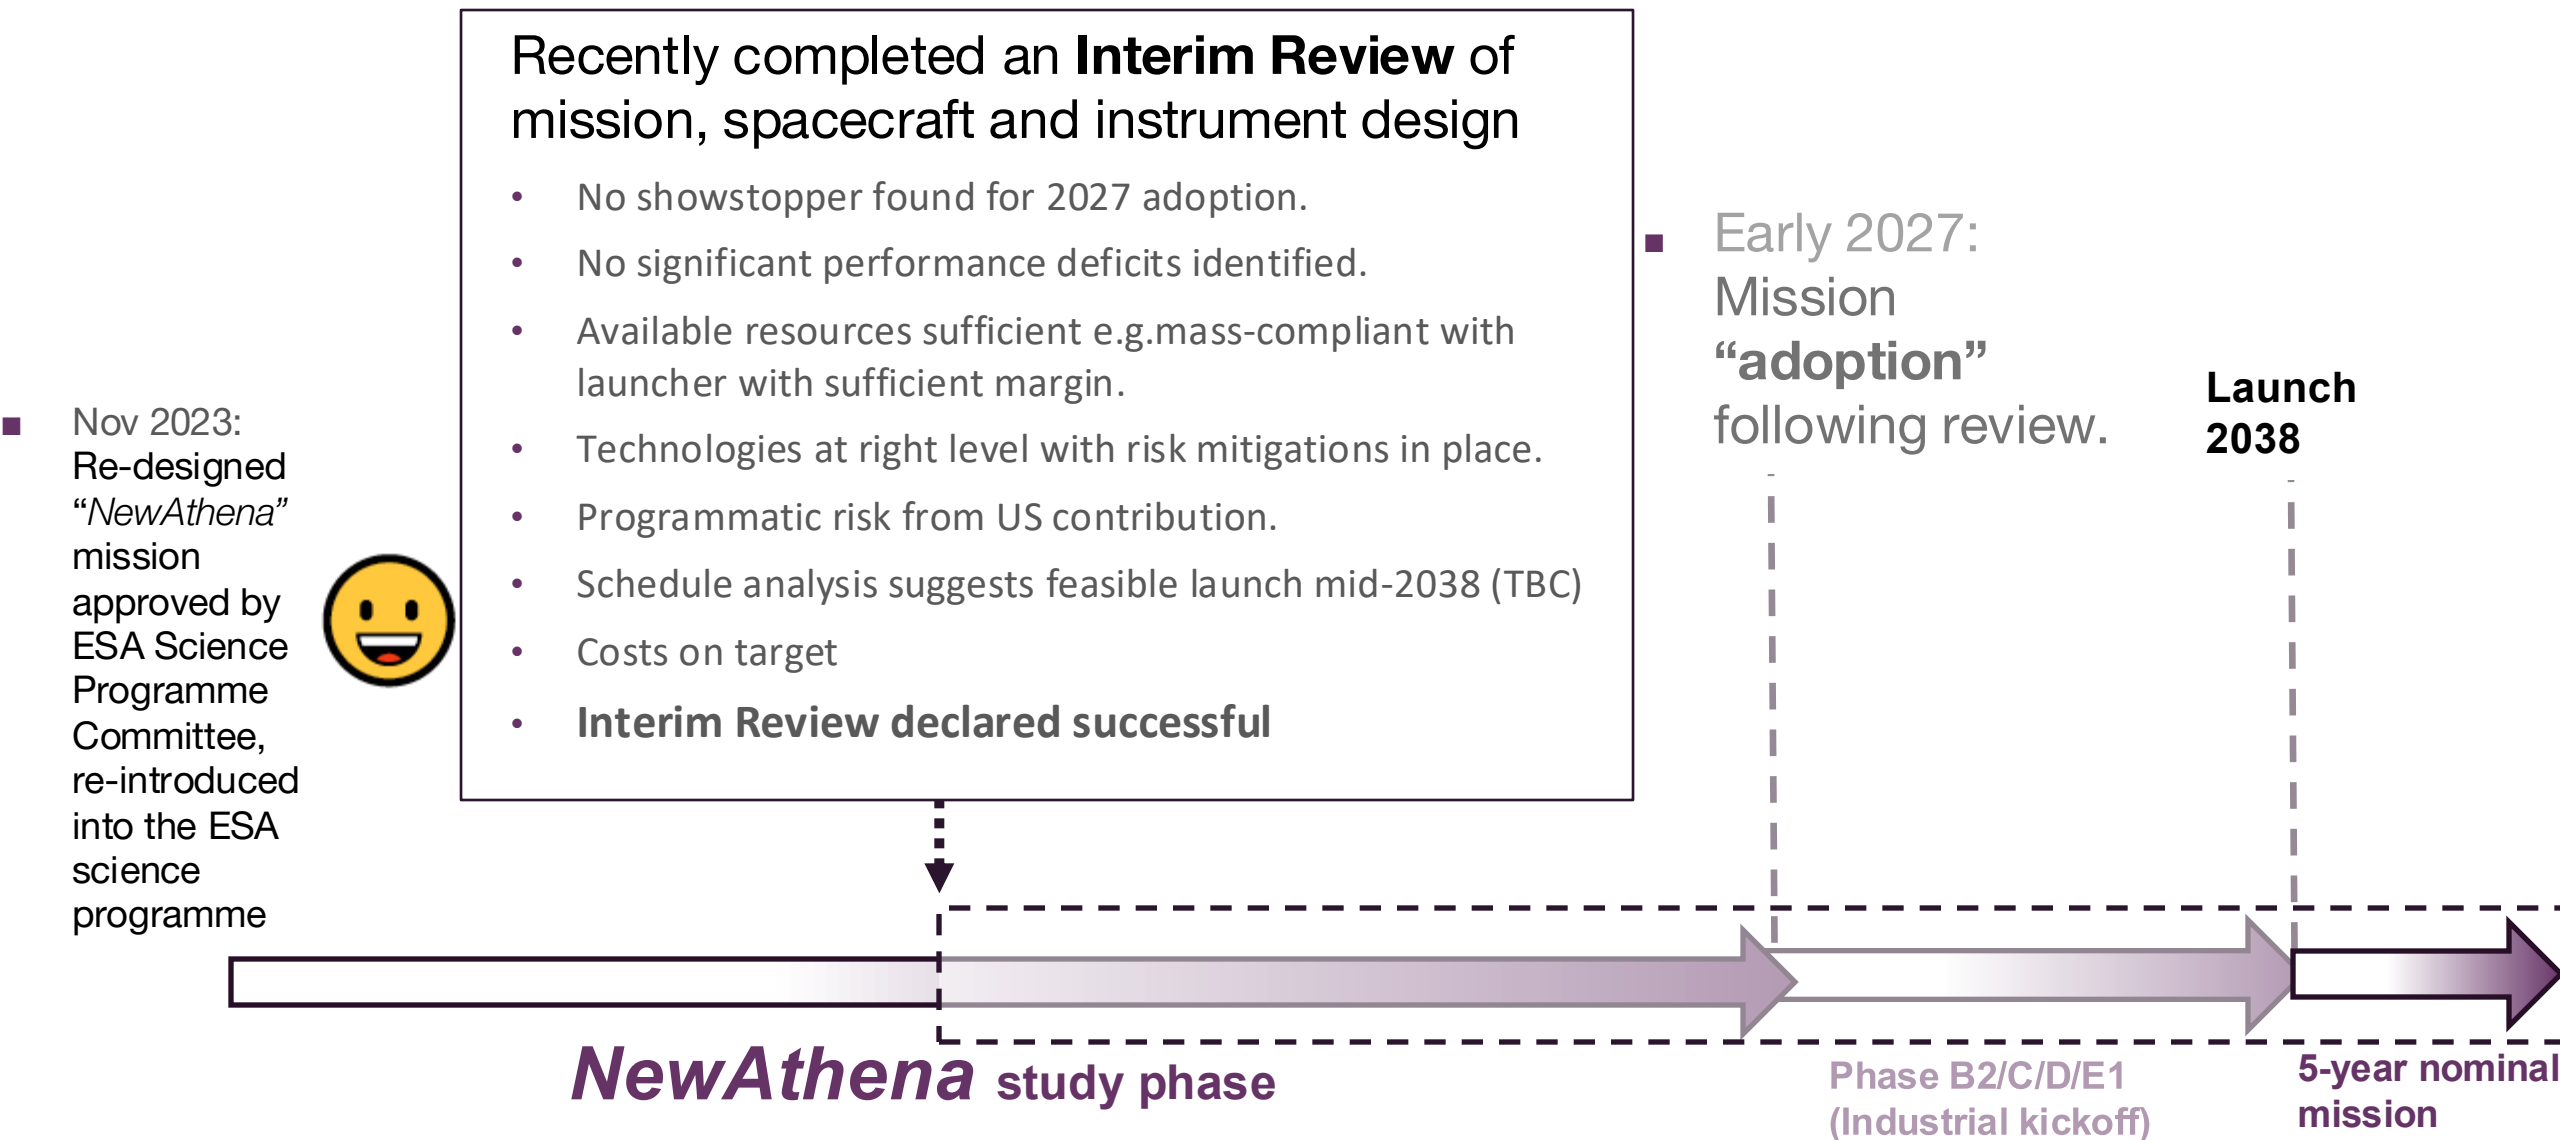 Recently completed an Interim Review of
mission, spacecraft and instrument design
• No showstopper found for 2027 adoption.
• No significant performance deficits identified.
• Available resources sufficient e.g.mass-compliant with
launcher with sufficient margin.
• Technologies at right level with risk mitigations in place.
• Programmatic risk from US contribution.
• Schedule analysis suggests feasible launch mid-2038 (TBC)
• Costs on target
• Interim Review declared successful
■ Nov 2023:
Re-designed
“NewAthena”
mission
approved by
ESA Science
Programme
Committee,
re-introduced
into the ESA
science
programme
■ Early 2027:
Mission
“adoption”
following review.
Launch
2038
NewAthena study phase
Phase B2/C/D/E1
(Industrial kickoff)
5-year nominal
mission